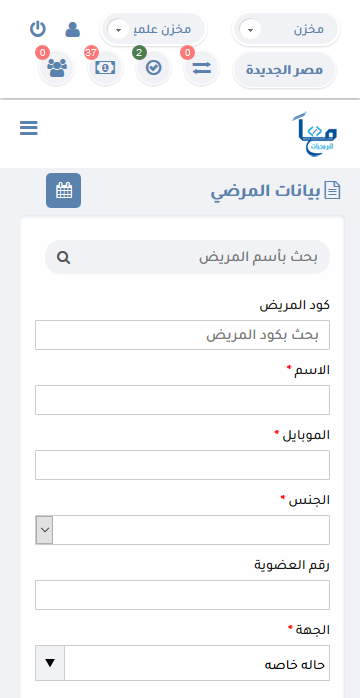 مخزن
مخزن علمي
0
37
2
0
مصر الجديدة
معاً
للبرمجيات
بيانات المرضي
بحث بأسم المريض
كود المريض
بحث بكود المريض
الاسم *
الموبايل *
الجنس *
رقم العضوية
الجهة *
حاله خاصه